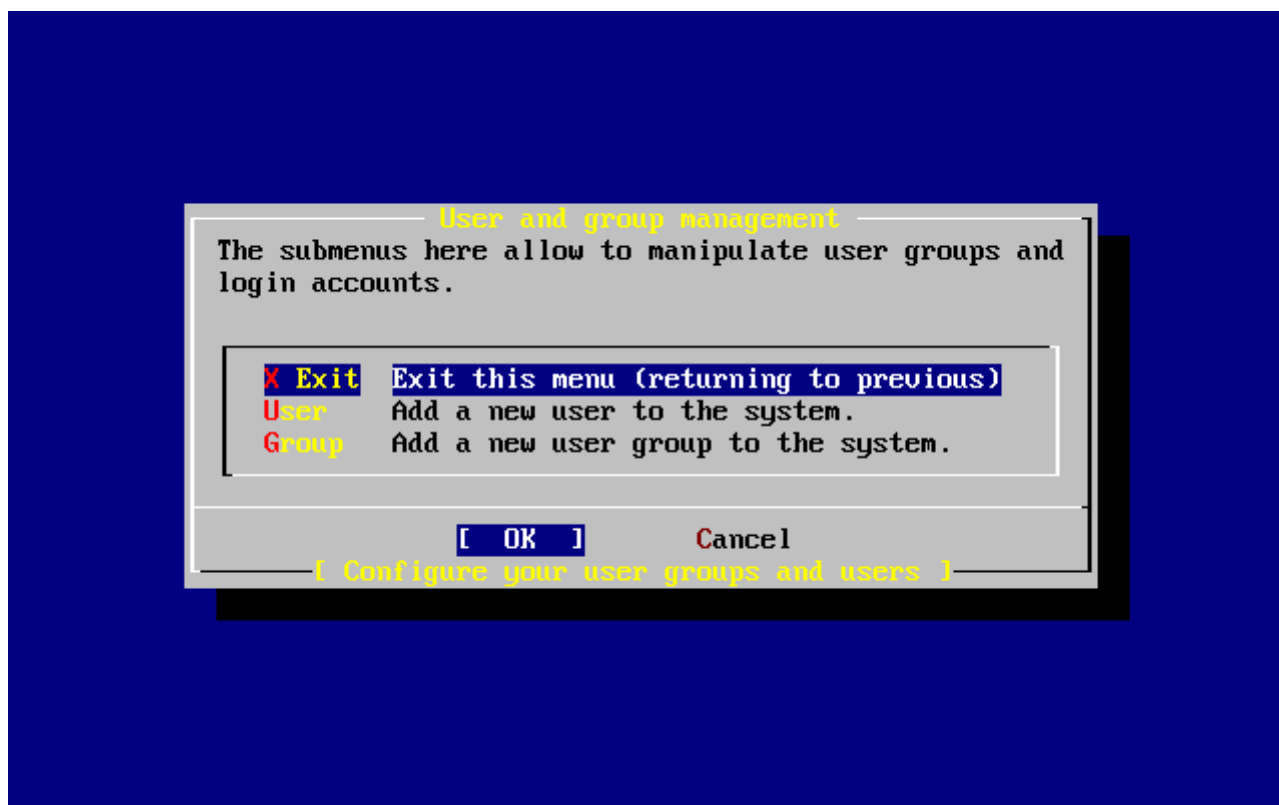 User and group management
The submenus here allow to manipulate user groups and
login accounts.
X Exit Exit this menu (returning to previous)
User Add a new user to the system.
Group Add a new user group to the system.
[ OK ] Cancel
[ Configure your user groups and users ]